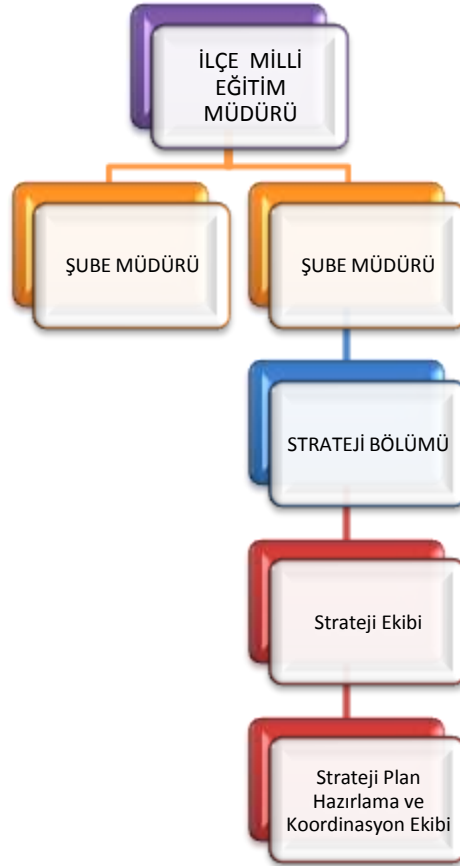 İLÇE MİLLİ
EĞİTİM
MÜDÜRÜ
ŞUBE MÜDÜRÜ
ŞUBE MÜDÜRÜ
STRATEJİ BÖLÜMÜ
Strateji Ekibi
Strateji Plan
Hazırlama ve
Koordinasyon Ekibi